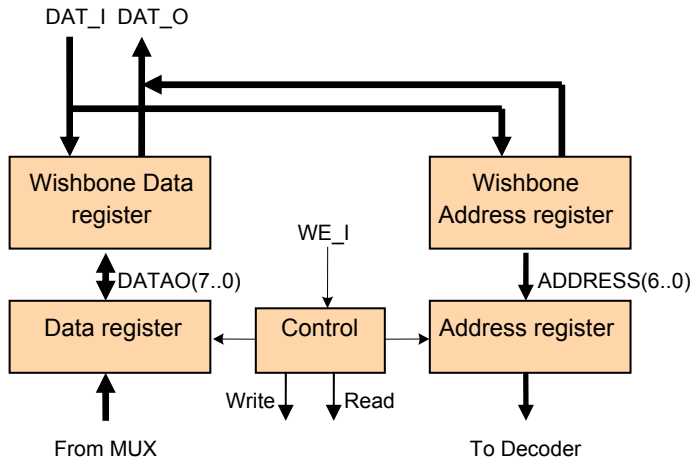 DAT_I DAT_O
Wishbone Data
register
Wishbone
Address register
WE_I
DATAO(7..0)
ADDRESS(6..0)
Data register
Control
Address register
Write
Read
From MUX
To Decoder